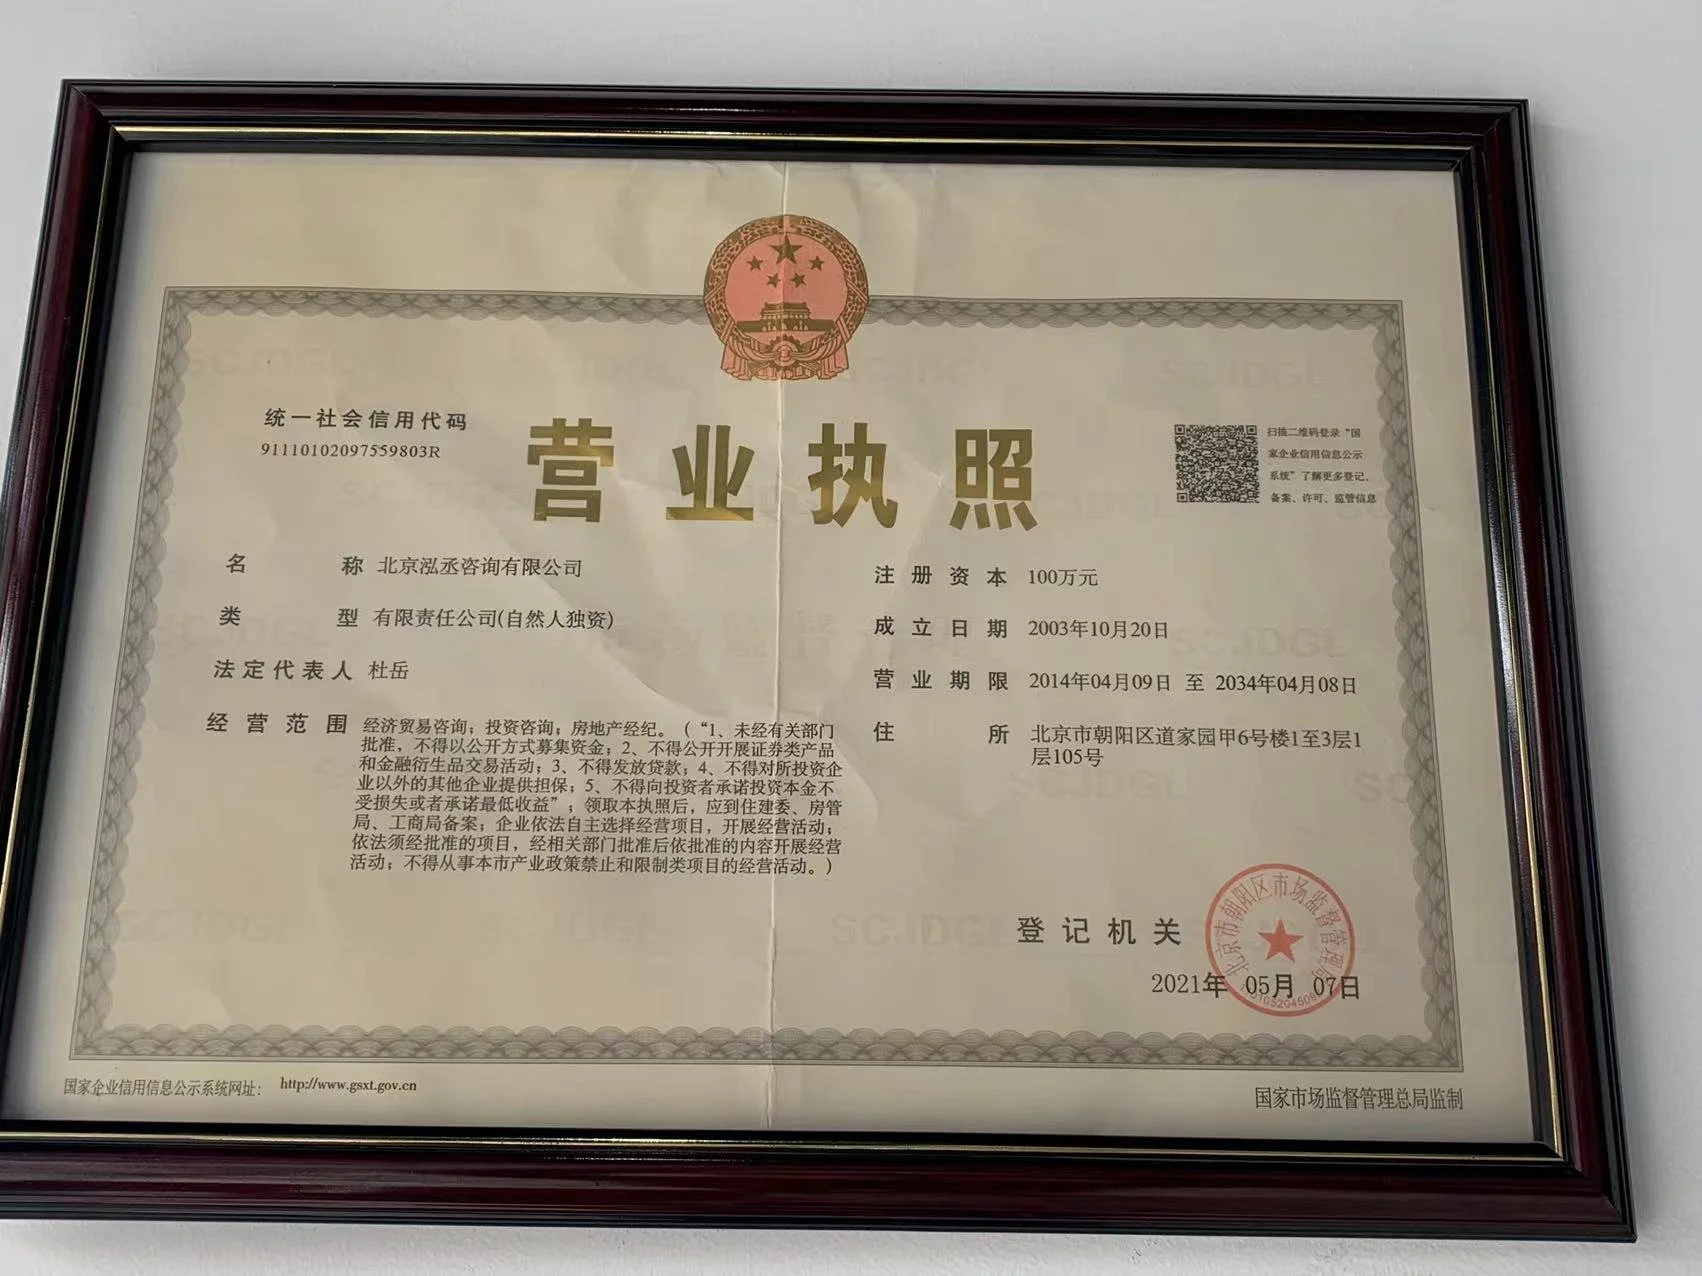 统一社会信用代码
91110102097559803R
营业执照
扫描二维码登录“国
家企业信用信息公示
系统”了解更多登记、
备案、许可、监管信息
名称 北京泓丞咨询有限公司
类型 有限责任公司(自然人独资)
法定代表人 杜岳
经营范围 经济贸易咨询；投资咨询；房地产经纪。（“1、未经有关部门
批准，不得以公开方式募集资金；2、不得公开开展证券类产品
和金融衍生品交易活动；3、不得发放贷款；4、不得对所投资企
业以外的其他企业提供担保；5、不得向投资者承诺投资本金不
受损失或者承诺最低收益”；领取本执照后，应到住建委、房管
局、工商局备案；企业依法自主选择经营项目，开展经营活动；
依法须经批准的项目，经相关部门批准后依批准的内容开展经营
活动；不得从事本市产业政策禁止和限制类项目的经营活动。）
注册资本 100万元
成立日期 2003年10月20日
营业期限 2014年04月09日 至 2034年04月08日
住所 北京市朝阳区道家园甲6号楼1至3层1
层105号
登记机关
北京市朝阳区市场监督管理局
2021年 05月 07日
国家企业信用信息公示系统网址： http://www.gsxt.gov.cn
国家市场监督管理总局监制
SCJDGL